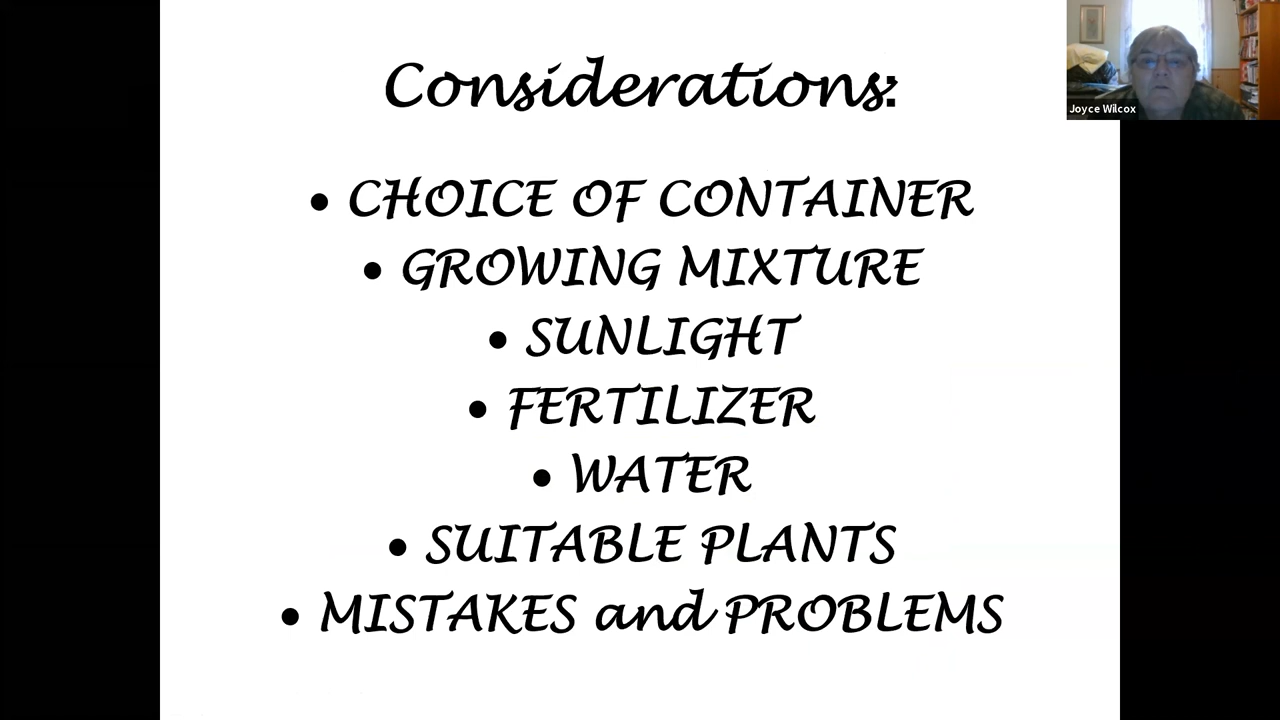 Considerations:
Joyce Wilcox
• CHOICE OF CONTAINER
• GROWING MIXTURE
• SUNLIGHT
• FERTILIZER
• WATER
• SUITABLE PLANTS
• MISTAKES and PROBLEMS